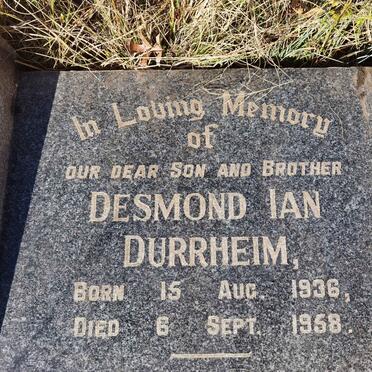 In Loving Memory
of
OUR DEAR SON AND BROTHER
DESMOND IAN
DURRHEIM,
BORN 15 AUG. 1936,
DIED 6 SEPT. 1958.